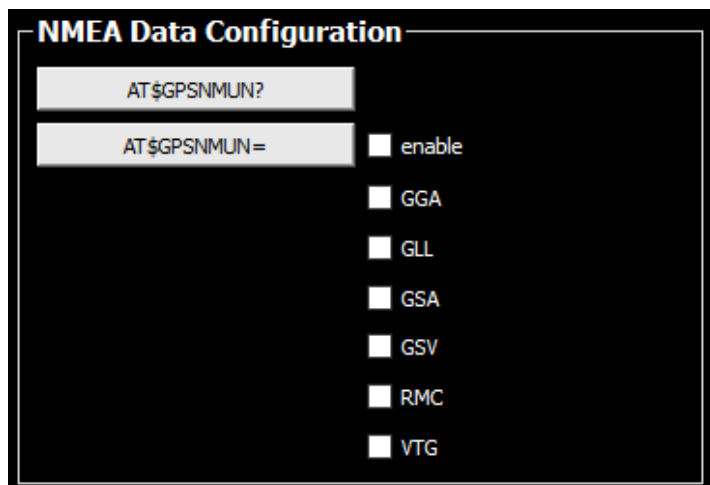 NMEA Data Configuration
AT$GPSNMUN?
AT$GPSNMUN=
enable
GGA
GLL
GSA
GSV
RMC
VTG